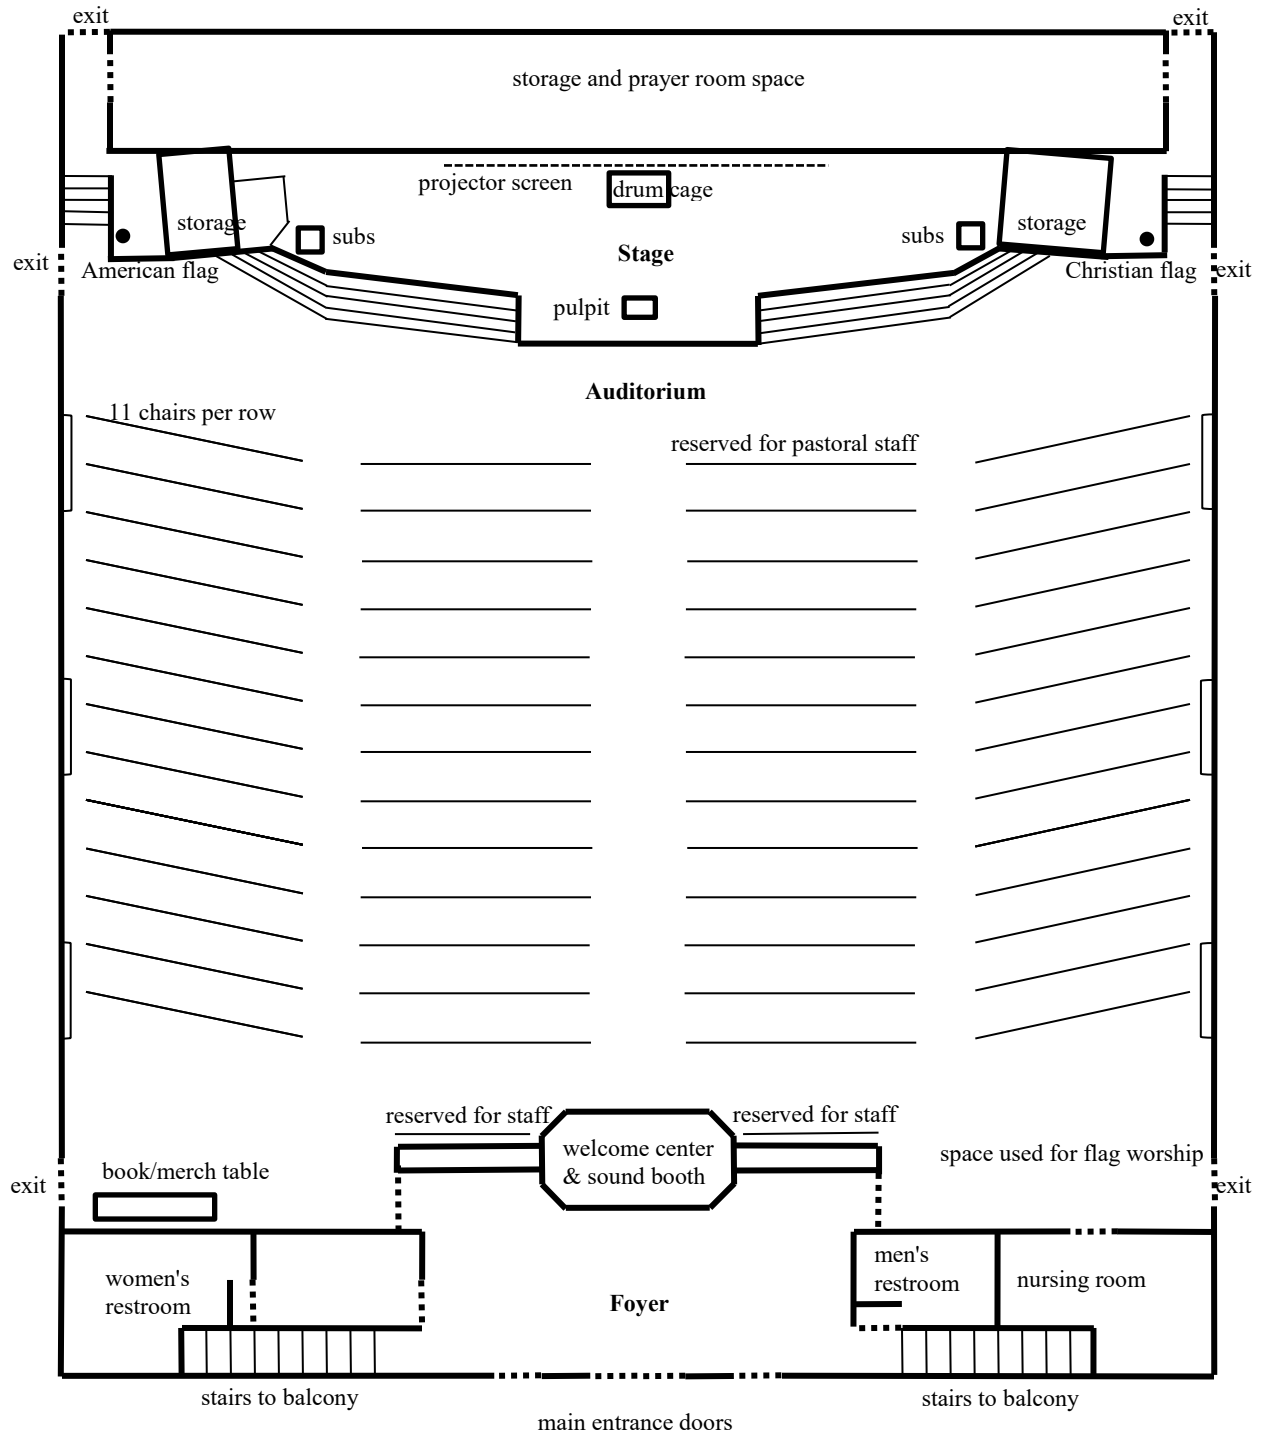 exit
exit
storage and prayer room space
projector screen
drum cage
storage
subs
subs
storage
Stage
exit
American flag
Christian flag
exit
pulpit
Auditorium
11 chairs per row
reserved for pastoral staff
reserved for staff
reserved for staff
welcome center
& sound booth
space used for flag worship
book/merch table
exit
exit
women's
restroom
men's
restroom
nursing room
Foyer
stairs to balcony
stairs to balcony
main entrance doors